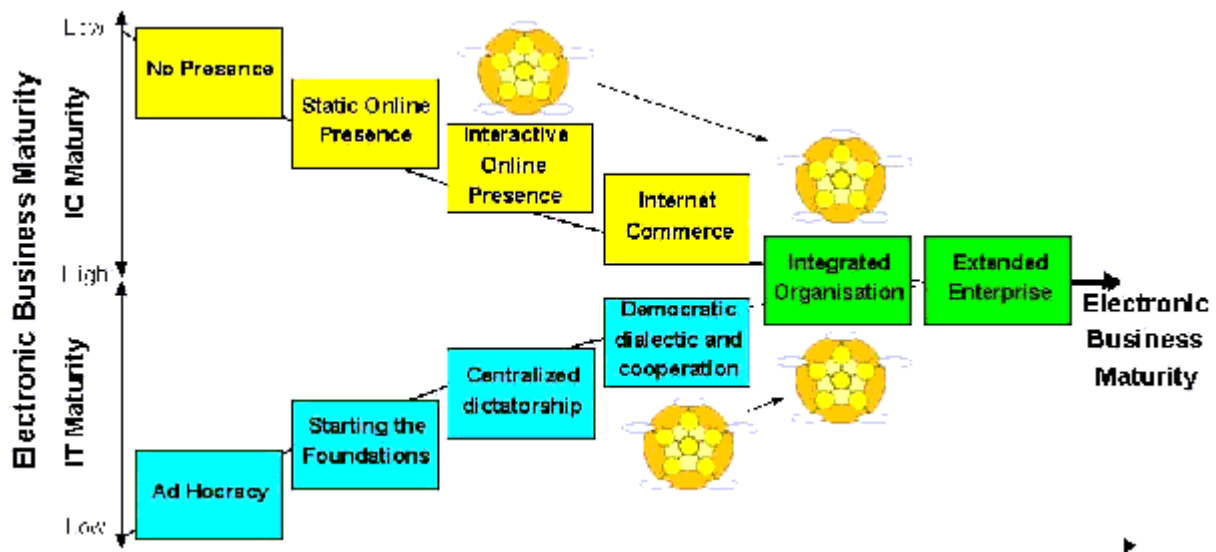 Electronic Business Maturity
IC Maturity
IT Maturity
Low
High
Low
No Presence
Static Online
Presence
Interactive
Online
Presence
Internet
Commerce
Integrated
Organisation
Extended
Enterprise
Electronic
Business
Maturity
Democratic
dialectic and
cooperation
Centralized
dictatorship
Starting the
Foundations
Ad Hocracy